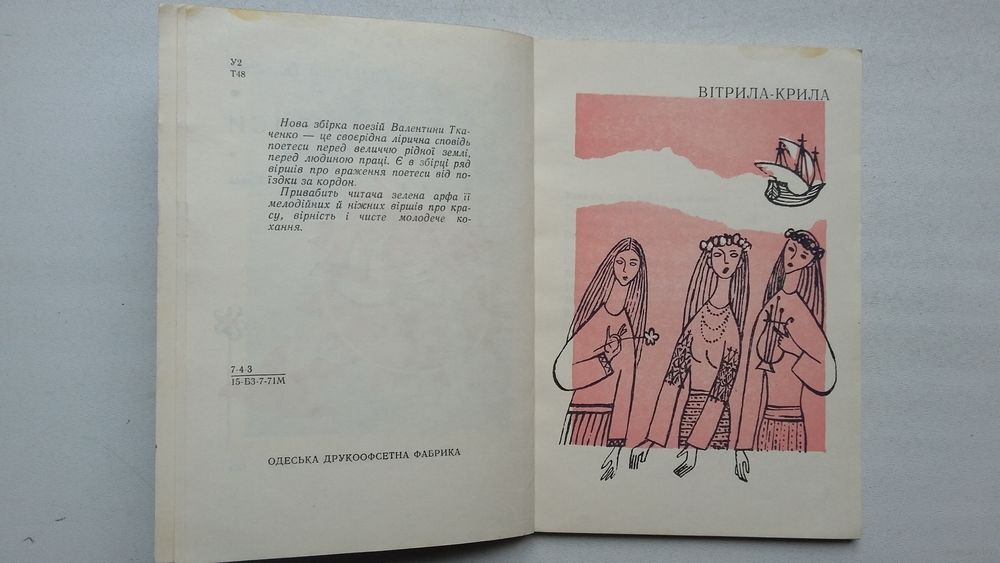 У2
Т48
Нова збірка поезій Валентини Тка-
ченко — це своєрідна лірична сповідь
поетеси перед величчю рідної землі,
перед людиною праці. Є в збірці ряд
віршів про враження поетеси від по-
їздки за кордон.
Привабить читача зелена арфа її
мелодійних й ніжних віршів про кра-
су, вірність і чисте молодече ко-
хання.
7-4-3
15-БЗ-7-71М
ОДЕСЬКА ДРУКООФСЕТНА ФАБРИКА
ВІТРИЛА-КРИЛА